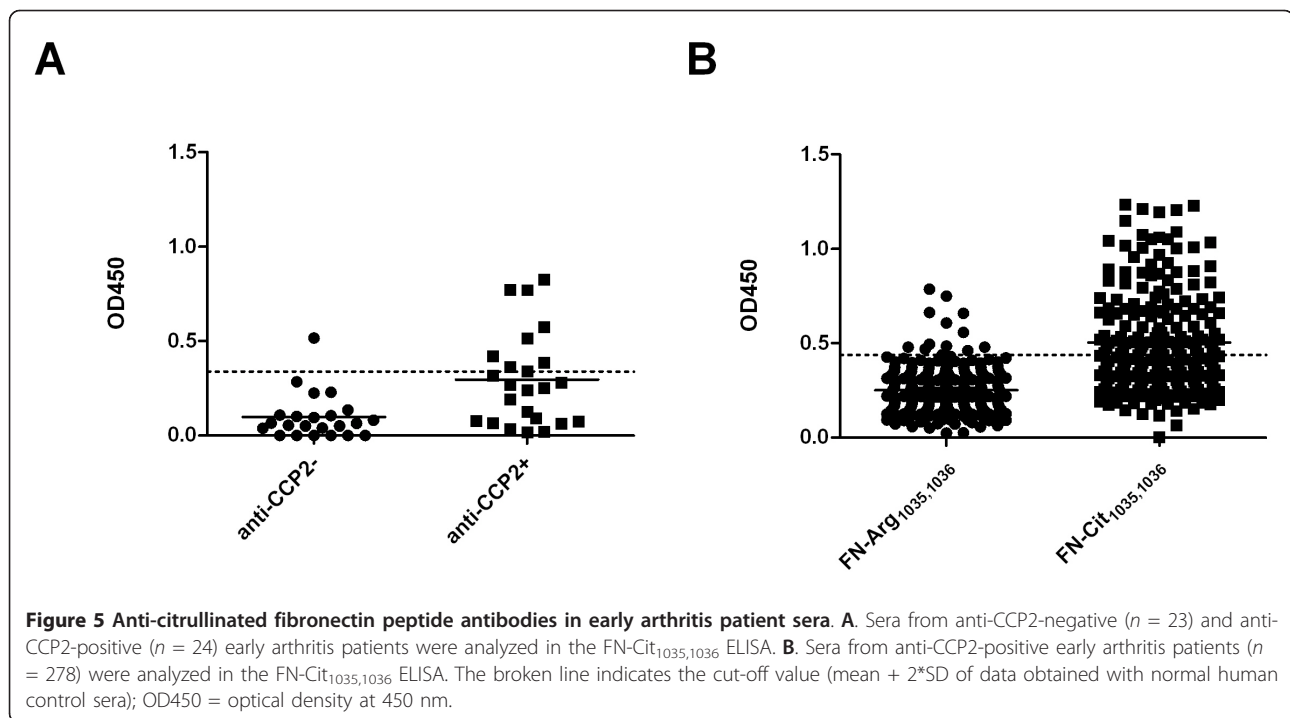 A
B
1.5
1.0
0.5
0.0
OD450
anti-CCP2-
anti-CCP2+
1.5
1.0
0.5
0.0
OD450
FN-Arg1035,1036
FN-Cit1035,1036
Figure 5 Anti-citrullinated fibronectin peptide antibodies in early arthritis patient sera. A. Sera from anti-CCP2-negative (n = 23) and anti-
CCP2-positive (n = 24) early arthritis patients were analyzed in the FN-Cit1035,1036 ELISA. B. Sera from anti-CCP2-positive early arthritis patients (n
= 278) were analyzed in the FN-Cit1035,1036 ELISA. The broken line indicates the cut-off value (mean + 2*SD of data obtained with normal human
control sera); OD450 = optical density at 450 nm.